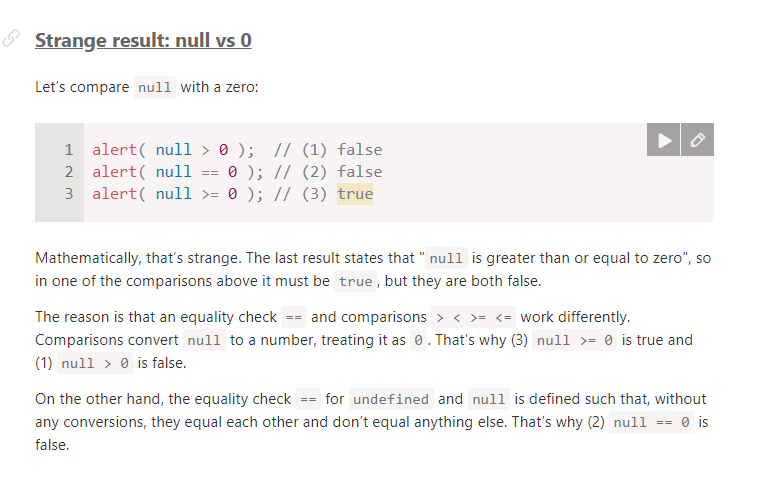 Strange result: null vs 0
Let’s compare null with a zero:
1 alert( null > 0 );  // (1) false
2 alert( null == 0 ); // (2) false
3 alert( null >= 0 ); // (3) true
Mathematically, that’s strange. The last result states that "null is greater than or equal to zero", so
in one of the comparisons above it must be true, but they are both false.
The reason is that an equality check == and comparisons > < >= <= work differently.
Comparisons convert null to a number, treating it as 0. That’s why (3) null >= 0 is true and
(1) null > 0 is false.
On the other hand, the equality check == for undefined and null is defined such that, without
any conversions, they equal each other and don’t equal anything else. That’s why (2) null == 0 is
false.